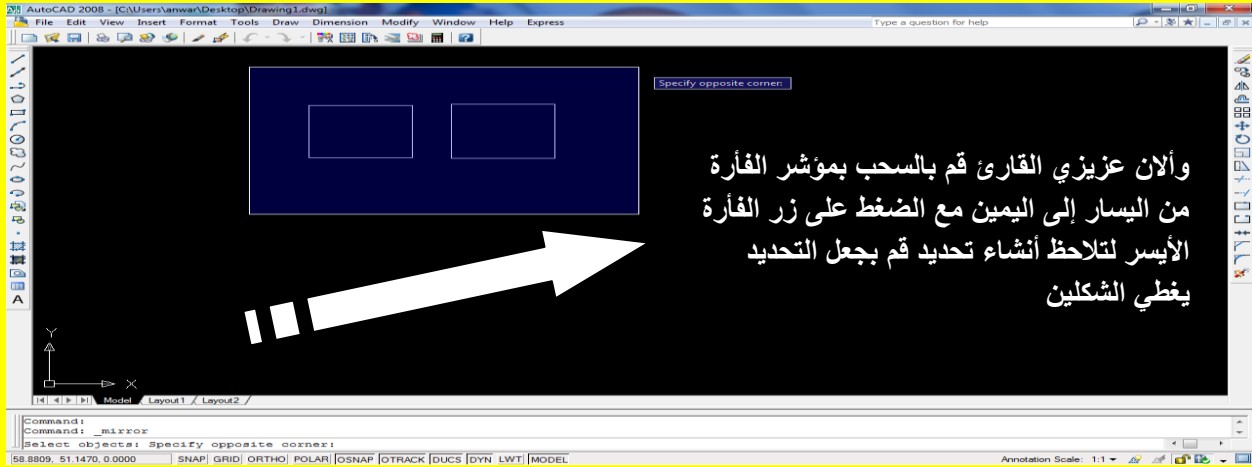 AutoCAD 2008 - [C:\Users\anwar\Desktop\Drawing1.dwg]
File Edit View Insert Format Tools Draw Dimension Modify Window Help Express
Type a question for help
Specify opposite corner:
وألان عزيزي القارئ قم بالسحب بمؤشر الفأرة
من اليسار إلى اليمين مع الضغط على زر الفأرة
الأيسر لتلاحظ أنشاء تحديد قم بجعل التحديد
يغطي الشكلين
A
Y
X
Model Layout1 Layout2
Command:
Command: _mirror
Select objects: Specify opposite corner:
58.8809, 51.1470, 0.0000 SNAP GRID ORTHO POLAR OSNAP OTRACK DUCS DYN LWT MODEL Annotation Scale: 1:1